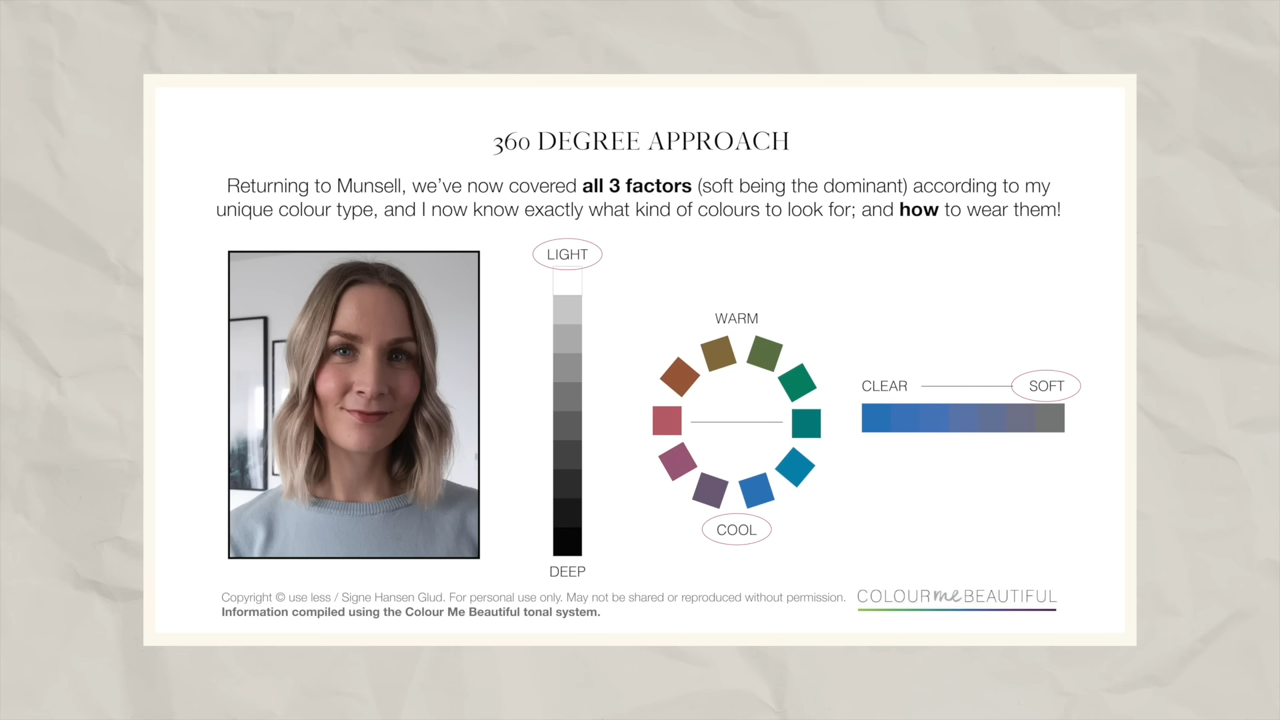 360 DEGREE APPROACH
Returning to Munsell, we’ve now covered all 3 factors (soft being the dominant) according to my
unique colour type, and I now know exactly what kind of colours to look for; and how to wear them!
LIGHT
WARM
CLEAR
SOFT
COOL
DEEP
Copyright © use less / Signe Hansen Glud. For personal use only. May not be shared or reproduced without permission.
Information compiled using the Colour Me Beautiful tonal system.
COLOUR me BEAUTIFUL